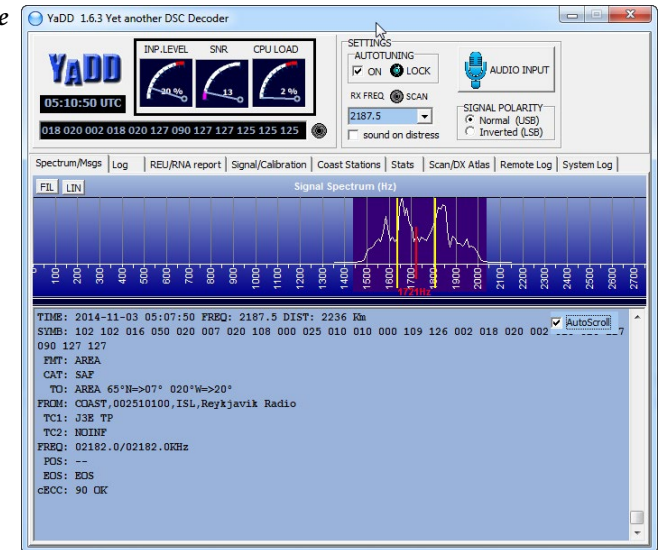 e
YaDD 1.6.3 Yet another DSC Decoder
YADD
05:10:50 UTC
INP.LEVEL SNR CPU LOAD
20 % 13 2 %
018 020 002 018 020 127 090 127 127 125 125 125
SETTINGS
AUTOTUNING
ON LOCK
RX FREQ SCAN
2187.5
sound on distress
AUDIO INPUT
SIGNAL POLARITY
Normal (USB)
Inverted (LSB)
Spectrum/Msgs Log REU/RNA report Signal/Calibration Coast Stations Stats Scan/DX Atlas Remote Log System Log
FIL LIN Signal Spectrum (Hz)
0 100 200 300 400 500 600 700 800 900 1000 1100 1200 1300 1400 1500 1600 1700 1800 1900 2000 2100 2200 2300 2400 2500 2600 2700
1721Hz
TIME: 2014-11-03 05:07:50 FREQ: 2187.5 DIST: 2236 Km
AutoScroll
SYMB: 102 102 016 050 020 007 020 108 000 025 010 010 000 109 126 002 018 020 002
090 127 127
FMT: AREA
CAT: SAF
TO: AREA 65°N=>07° 020°W=>20°
FROM: COAST,002510100,ISL,Reykjavik Radio
TC1: J3E TP
TC2: NOINF
FREQ: 02182.0/02182.0KHz
POS: --
EOS: EOS
cECC: 90 OK